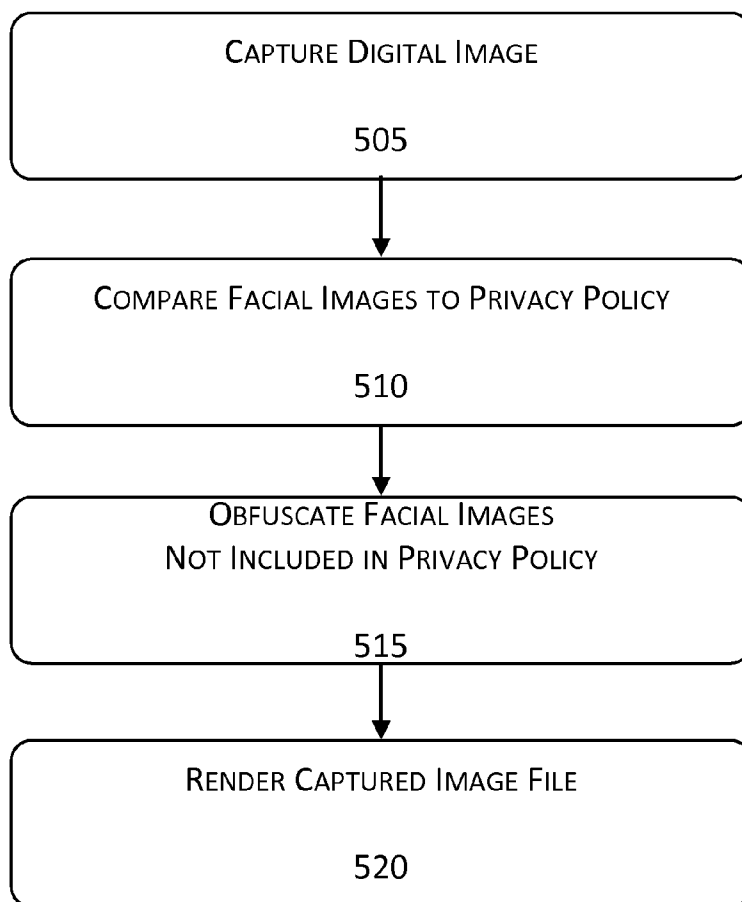 CAPTURE DIGITAL IMAGE
505
COMPARE FACIAL IMAGES TO PRIVACY POLICY
510
OBFUSCATE FACIAL IMAGES
NOT INCLUDED IN PRIVACY POLICY
515
RENDER CAPTURED IMAGE FILE
520